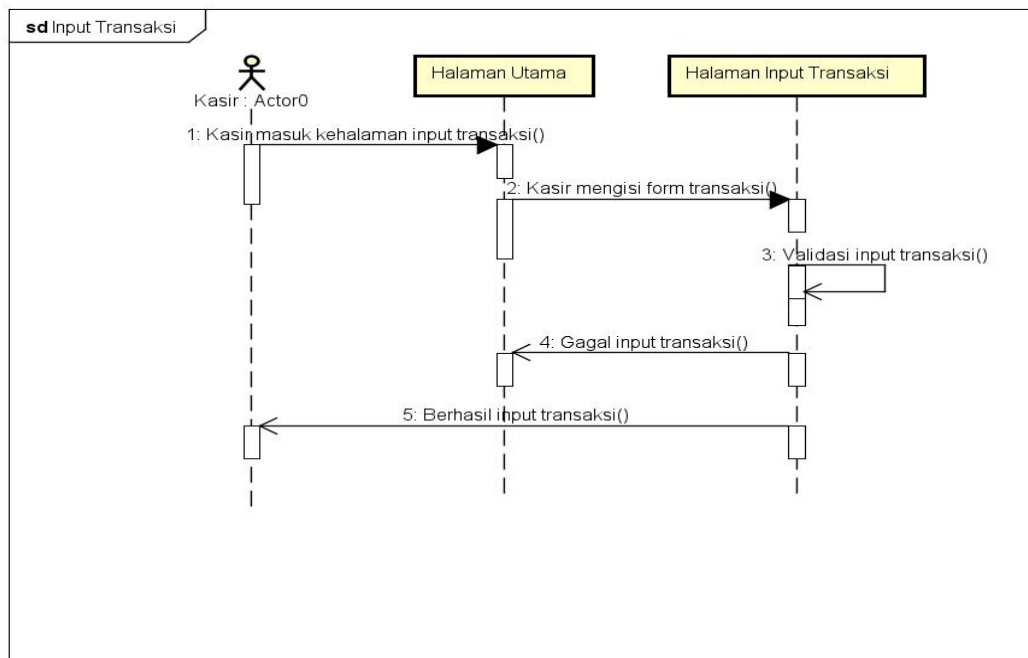 sd Input Transaksi
Kasir : Actor0
Halaman Utama
Halaman Input Transaksi
1: Kasir masuk kehalaman input transaksi()
2: Kasir mengisi form transaksi()
3: Validasi input transaksi()
4: Gagal input transaksi()
5: Berhasil input transaksi()